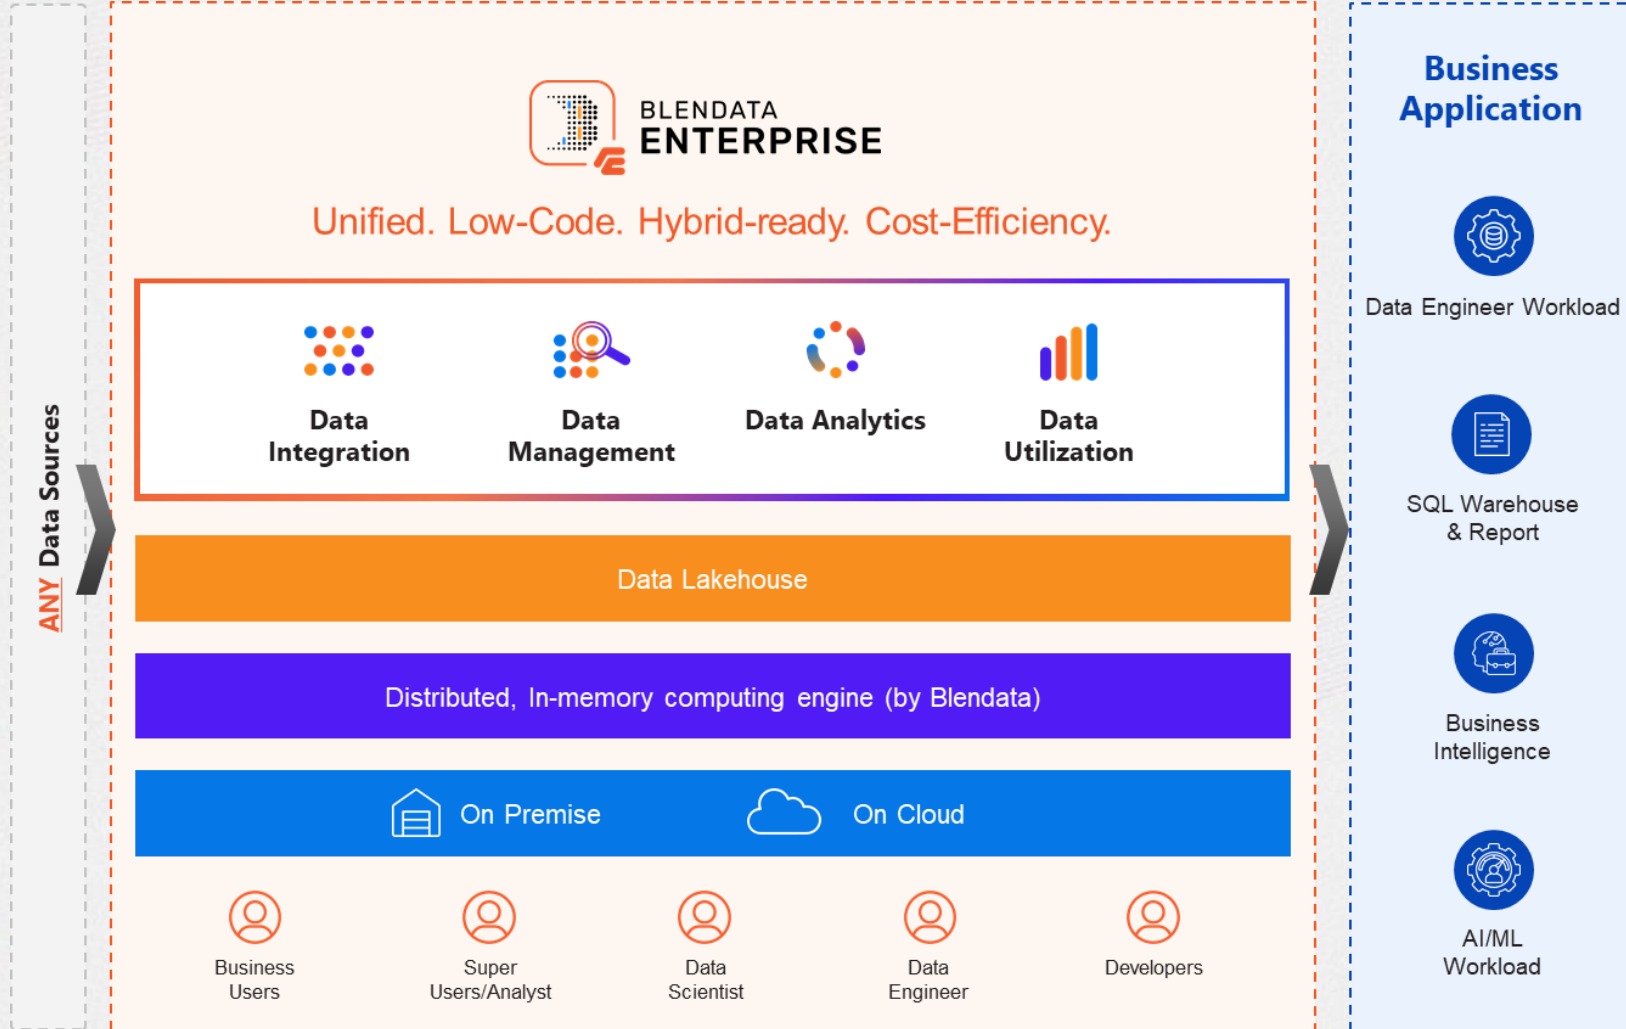 ANY Data Sources
BLENDATA
ENTERPRISE
Unified. Low-Code. Hybrid-ready. Cost-Efficiency.
Data
Integration
Data
Management
Data Analytics
Data
Utilization
Data Lakehouse
Distributed, In-memory computing engine (by Blendata)
On Premise
On Cloud
Business
Users
Super
Users/Analyst
Data
Scientist
Data
Engineer
Developers
Business
Application
Data Engineer Workload
SQL Warehouse
& Report
Business
Intelligence
AI/ML
Workload